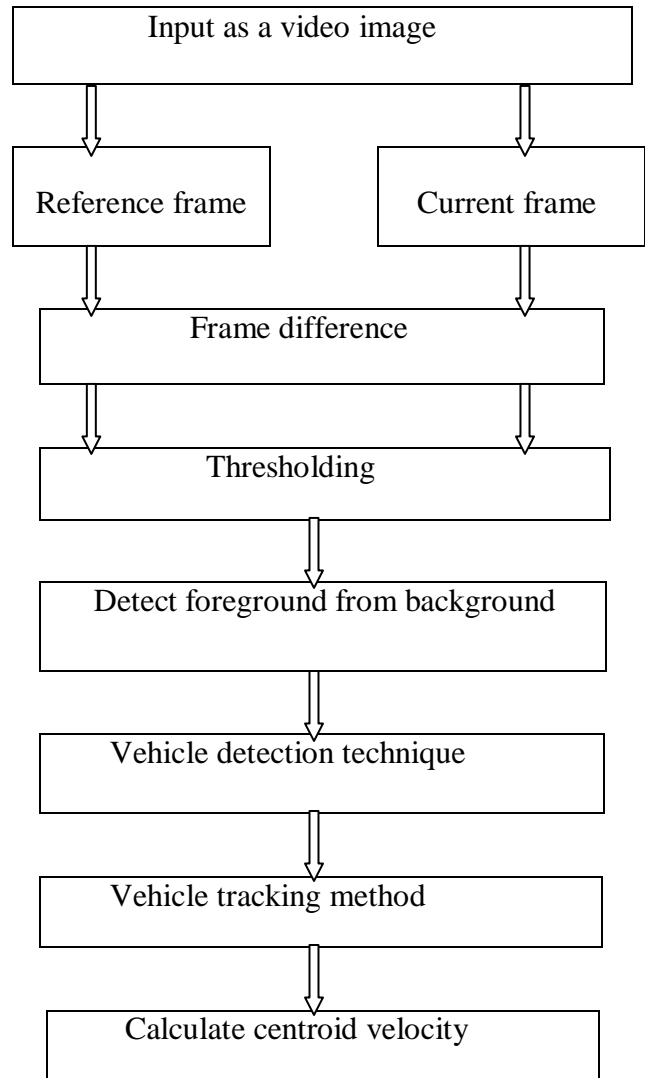 Input as a video image
Reference frame
Current frame
Frame difference
Thresholding
Detect foreground from background
Vehicle detection technique
Vehicle tracking method
Calculate centroid velocity